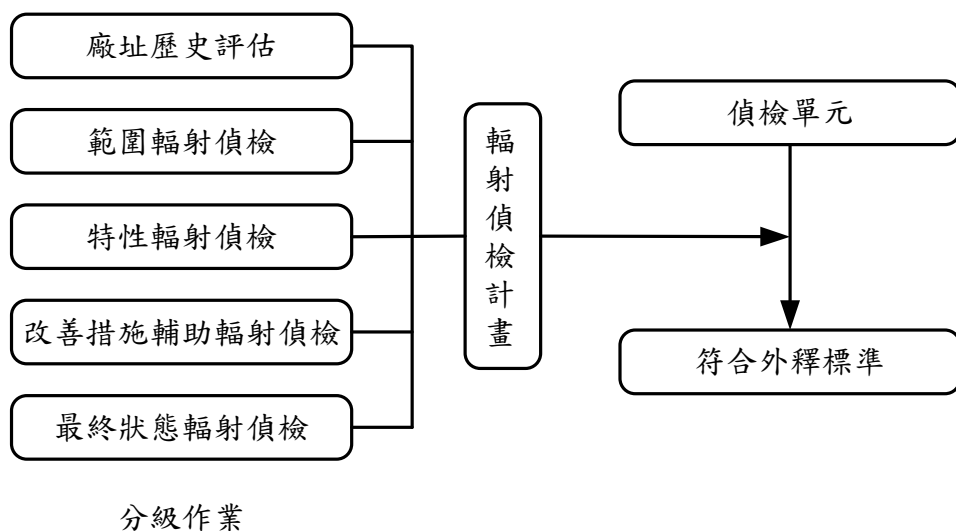 廠址歷史評估
範圍輻射偵檢
特性輻射偵檢
改善措施輔助輻射偵檢
最終狀態輻射偵檢
分級作業
輻射偵檢計畫
偵檢單元
符合外釋標準